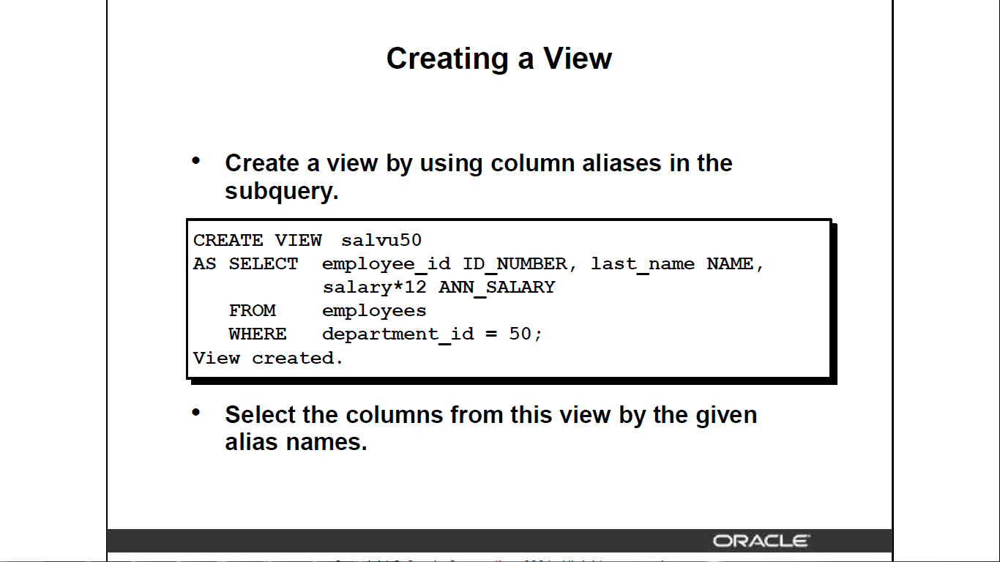 Creating a View
• Create a view by using column aliases in the
subquery.
CREATE VIEW salvu50
AS SELECT employee_id ID_NUMBER, last_name NAME,
salary*12 ANN_SALARY
FROM employees
WHERE department_id = 50;
View created.
• Select the columns from this view by the given
alias names.
ORACLE